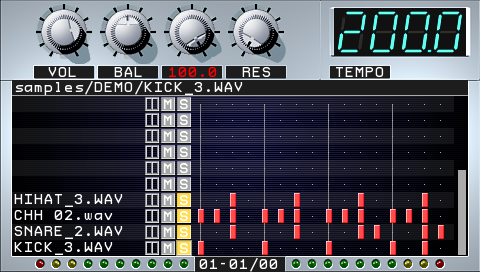 200.0
VOL BAL 100.0 RES TEMPO
samples/DEMO/KICK_3.WAV
M S
M S
M S
M S
M S
M S
HIHAT_3.WAV M S
CHH 02.wav M S
SNARE_2.WAV M S
KICK_3.WAV M S
01-01/00